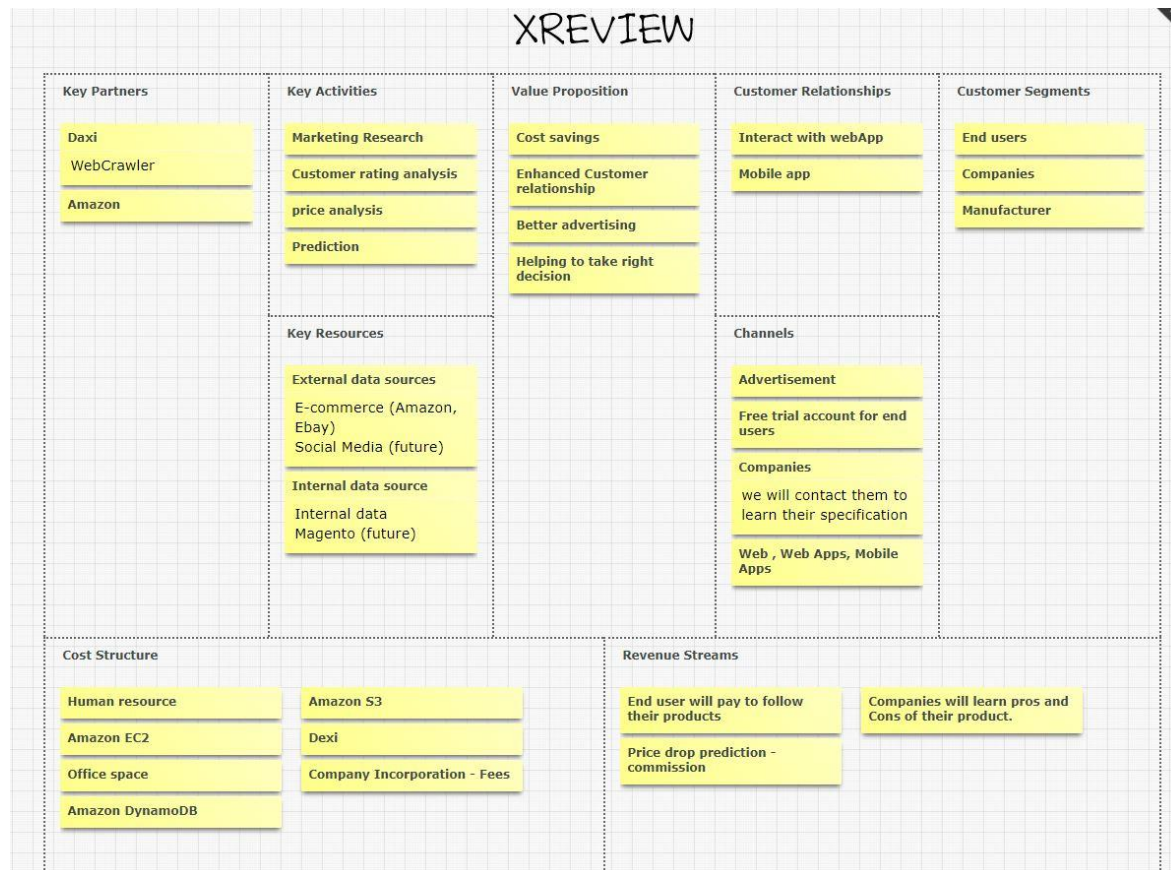 XREVIEW
Key Partners
Daxi
WebCrawler
Amazon
Key Activities
Marketing Research
Customer rating analysis
price analysis
Prediction
Key Resources
External data sources
E-commerce (Amazon,
Ebay)
Social Media (future)
Internal data source
Internal data
Magento (future)
Value Proposition
Cost savings
Enhanced Customer
relationship
Better advertising
Helping to take right
decision
Customer Relationships
Interact with webApp
Mobile app
Channels
Advertisement
Free trial account for end
users
Companies
we will contact them to
learn their specification
Web , Web Apps, Mobile
Apps
Customer Segments
End users
Companies
Manufacturer
Cost Structure
Human resource
Amazon EC2
Office space
Amazon DynamoDB
Amazon S3
Dexi
Company Incorporation - Fees
Revenue Streams
End user will pay to follow
their products
Price drop prediction -
commission
Companies will learn pros and
Cons of their product.